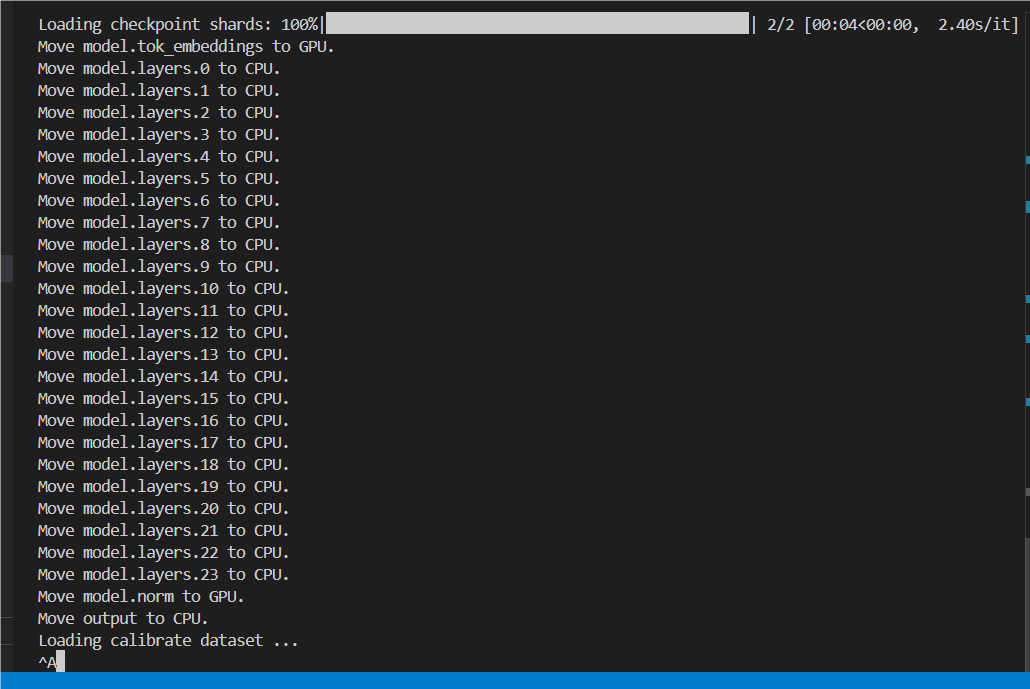 Loading checkpoint shards: 100%|██████████| 2/2 [00:04<00:00,  2.40s/it]
Move model.tok_embeddings to GPU.
Move model.layers.0 to CPU.
Move model.layers.1 to CPU.
Move model.layers.2 to CPU.
Move model.layers.3 to CPU.
Move model.layers.4 to CPU.
Move model.layers.5 to CPU.
Move model.layers.6 to CPU.
Move model.layers.7 to CPU.
Move model.layers.8 to CPU.
Move model.layers.9 to CPU.
Move model.layers.10 to CPU.
Move model.layers.11 to CPU.
Move model.layers.12 to CPU.
Move model.layers.13 to CPU.
Move model.layers.14 to CPU.
Move model.layers.15 to CPU.
Move model.layers.16 to CPU.
Move model.layers.17 to CPU.
Move model.layers.18 to CPU.
Move model.layers.19 to CPU.
Move model.layers.20 to CPU.
Move model.layers.21 to CPU.
Move model.layers.22 to CPU.
Move model.layers.23 to CPU.
Move model.norm to GPU.
Move output to CPU.
Loading calibrate dataset ...
^A